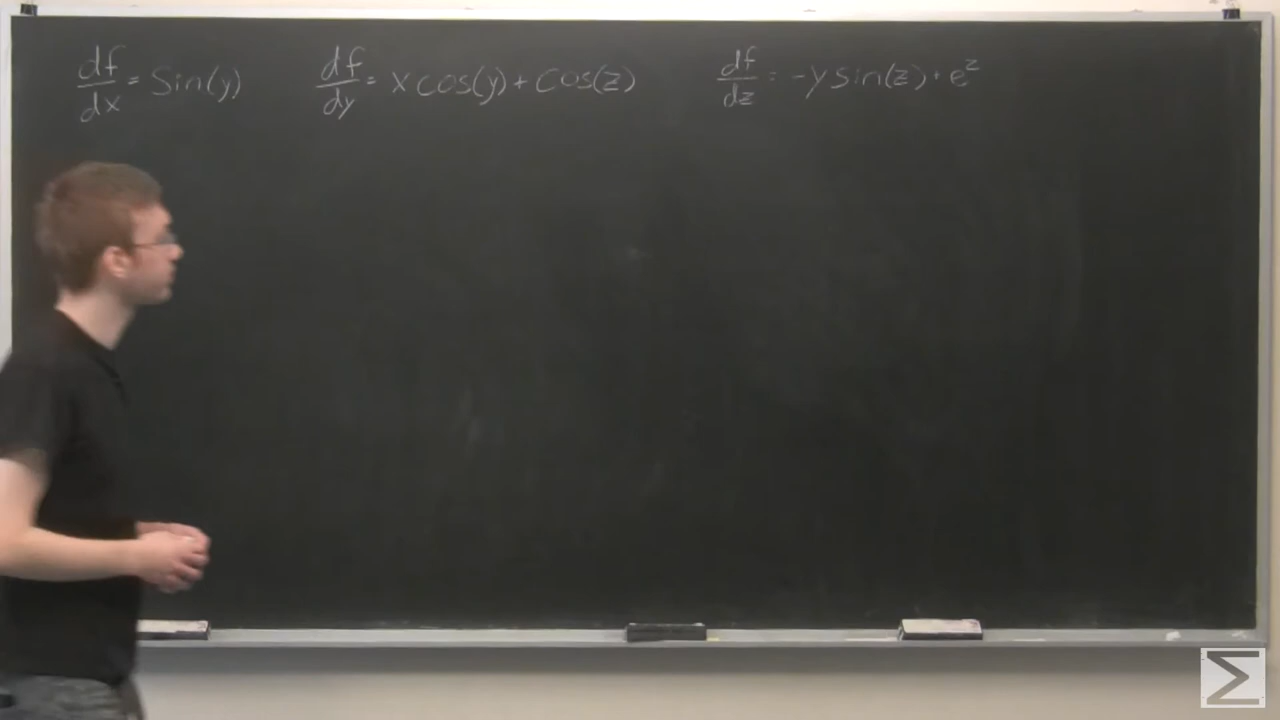 df/dx = Sin(y) df/dy = x cos(y) + Cos(z) df/dz = -y sin(z) + e^z
Σ